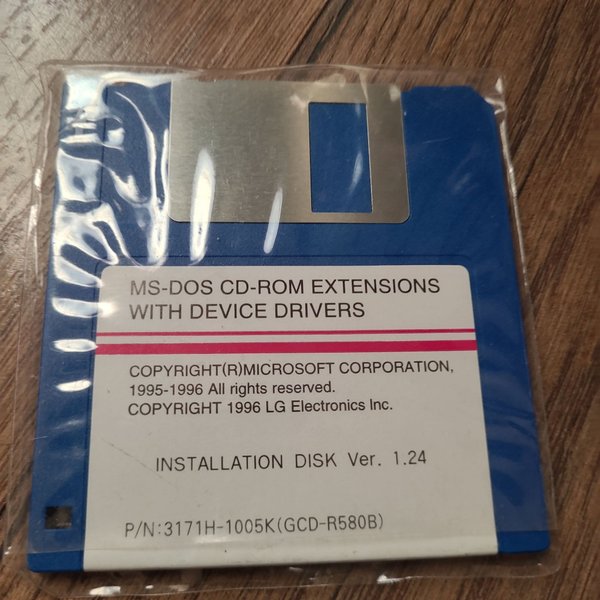 MS-DOS CD-ROM EXTENSIONS
WITH DEVICE DRIVERS
COPYRIGHT(R)MICROSOFT CORPORATION,
1995-1996 All rights reserved.
COPYRIGHT 1996 LG Electronics Inc.
INSTALLATION DISK Ver. 1.24
P/N:3171H-1005K(GCD-R580B)